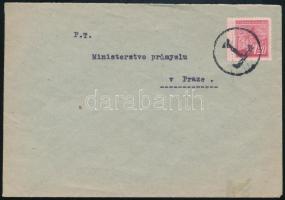 P.T.
Ministerstvo průmyslu
v Praze.
darabanth